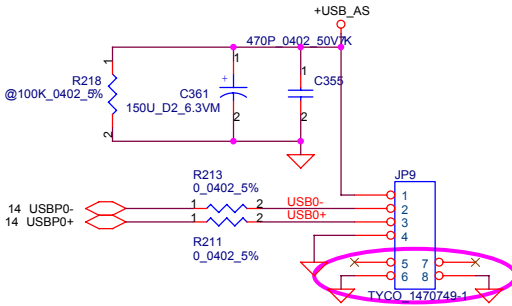 +USB_AS
470P_0402_50V7K
1
1
1
R218
@100K_0402_5%
C361
150U_D2_6.3VM
C355
2
2
2
R213
0_0402_5%
JP9
14 USBP0-
1
2
USB0-
14 USBP0+
1
2
USB0+
R211
0_0402_5%
1
2
3
4
5
7
6
8
TYCO_1470749-1